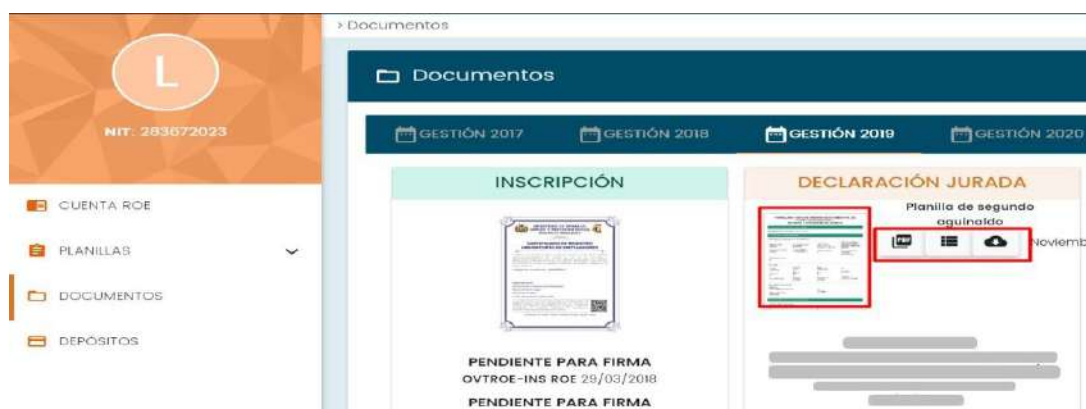 > Documentos
L
NIT: 283672023
CUENTA ROE
PLANILLAS
DOCUMENTOS
DEPÓSITOS
Documentos
GESTIÓN 2017
GESTIÓN 2018
GESTIÓN 2019
GESTIÓN 2020
INSCRIPCIÓN
PENDIENTE PARA FIRMA
OVTROE-INS ROE 29/03/2018
PENDIENTE PARA FIRMA
DECLARACIÓN JURADA
Planilla de segundo
aguinaldo
PDF
Noviemb